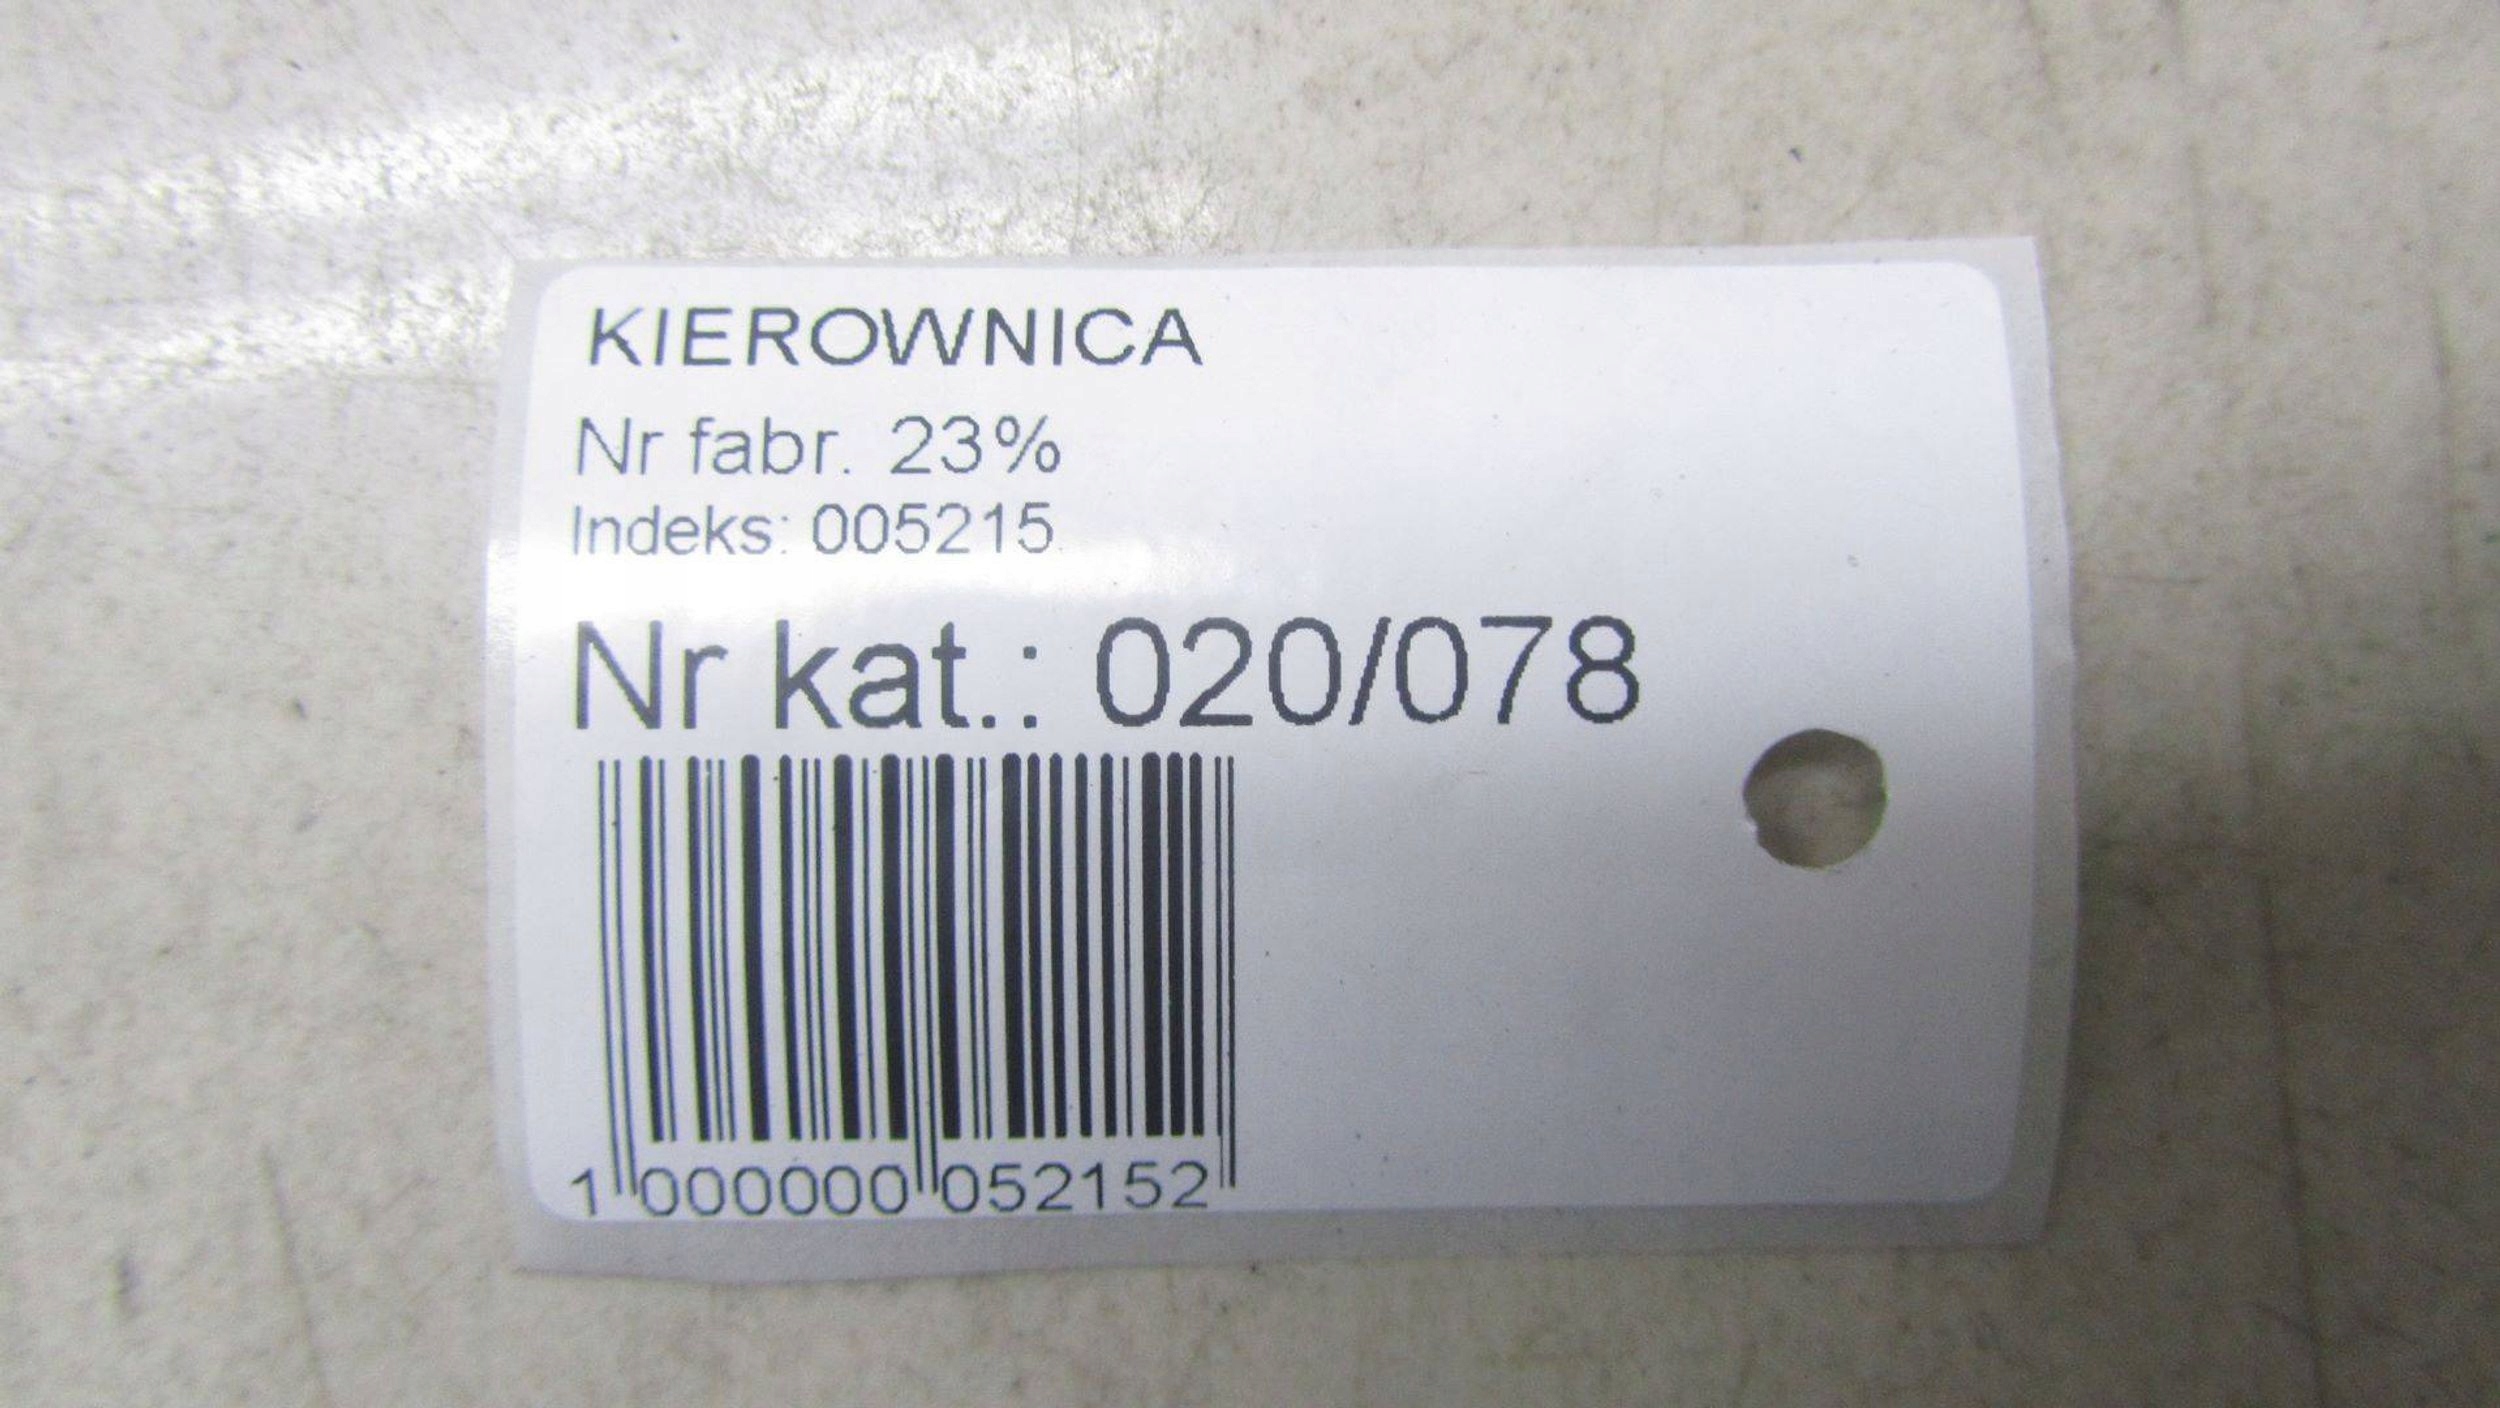 KIEROWNICA
Nr fabr. 23%
Indeks: 005215
Nr kat.: 020/078
1 000000 052152